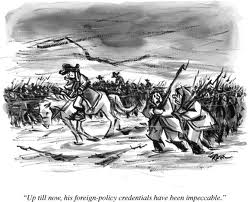 "Up till now, his foreign-policy credentials have been impeccable."